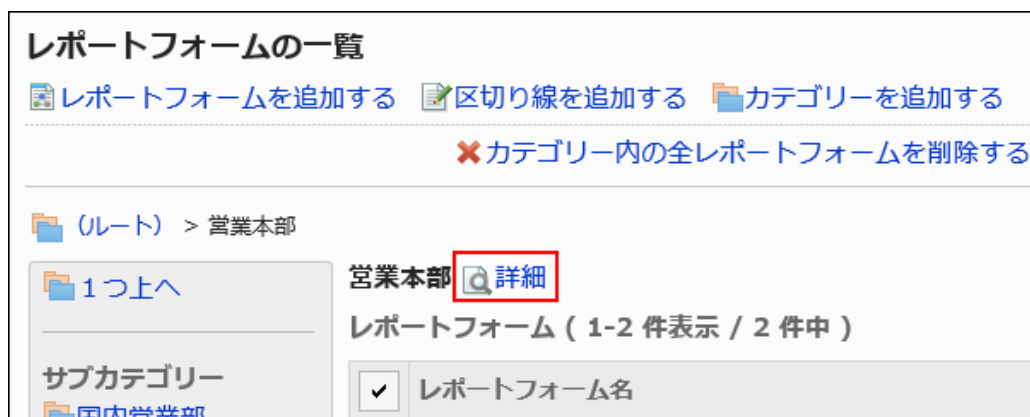 レポートフォームの一覧
レポートフォームを追加する 区切り線を追加する カテゴリーを追加する
カテゴリー内の全レポートフォームを削除する
（ルート） > 営業本部
1つ上へ
サブカテゴリー
国内営業部
営業本部 詳細
レポートフォーム ( 1-2 件表示 / 2 件中 )
レポートフォーム名